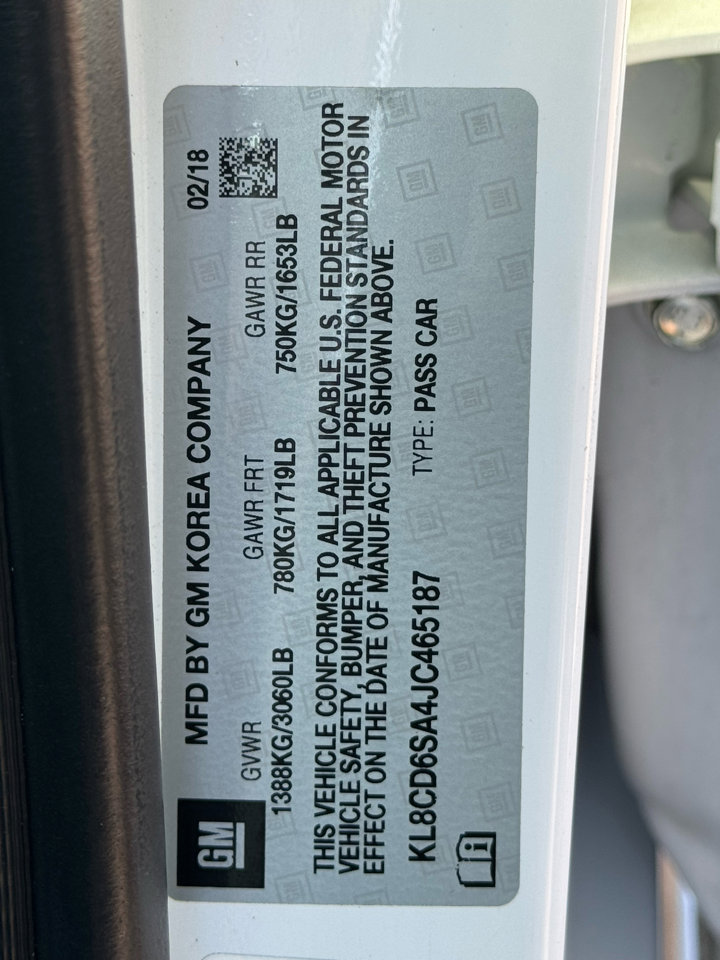 GM
MFD BY GM KOREA COMPANY 02/18
GVWR GAWR FRT GAWR RR
1388KG/3060LB 780KG/1719LB 750KG/1653LB
THIS VEHICLE CONFORMS TO ALL APPLICABLE U.S. FEDERAL MOTOR
VEHICLE SAFETY, BUMPER, AND THEFT PREVENTION STANDARDS IN
EFFECT ON THE DATE OF MANUFACTURE SHOWN ABOVE.
KL8CD6SA4JC465187 TYPE: PASS CAR